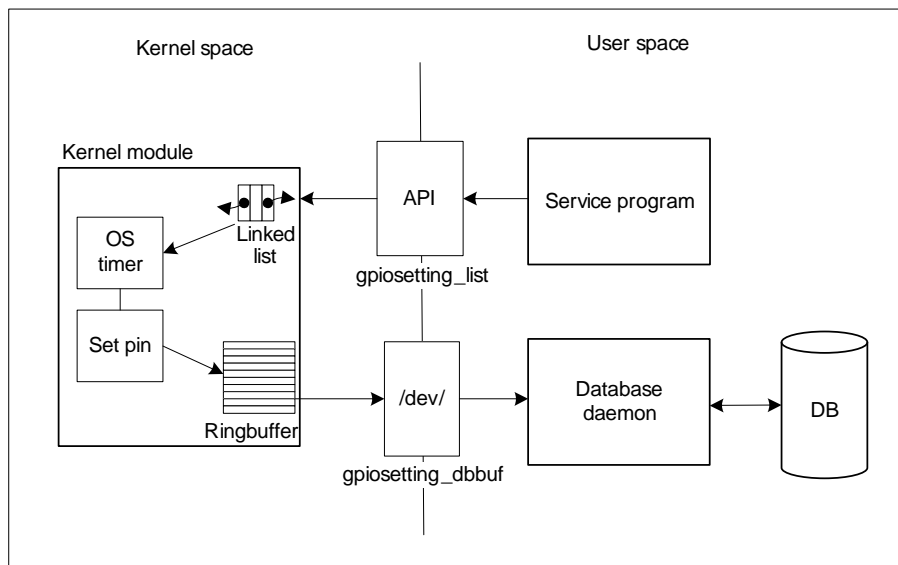 Kernel space
User space
Kernel module
API
Service program
Linked
list
OS
timer
gpiosetting_list
Set pin
/dev/
Database
daemon
DB
Ringbuffer
gpiosetting_dbbuf